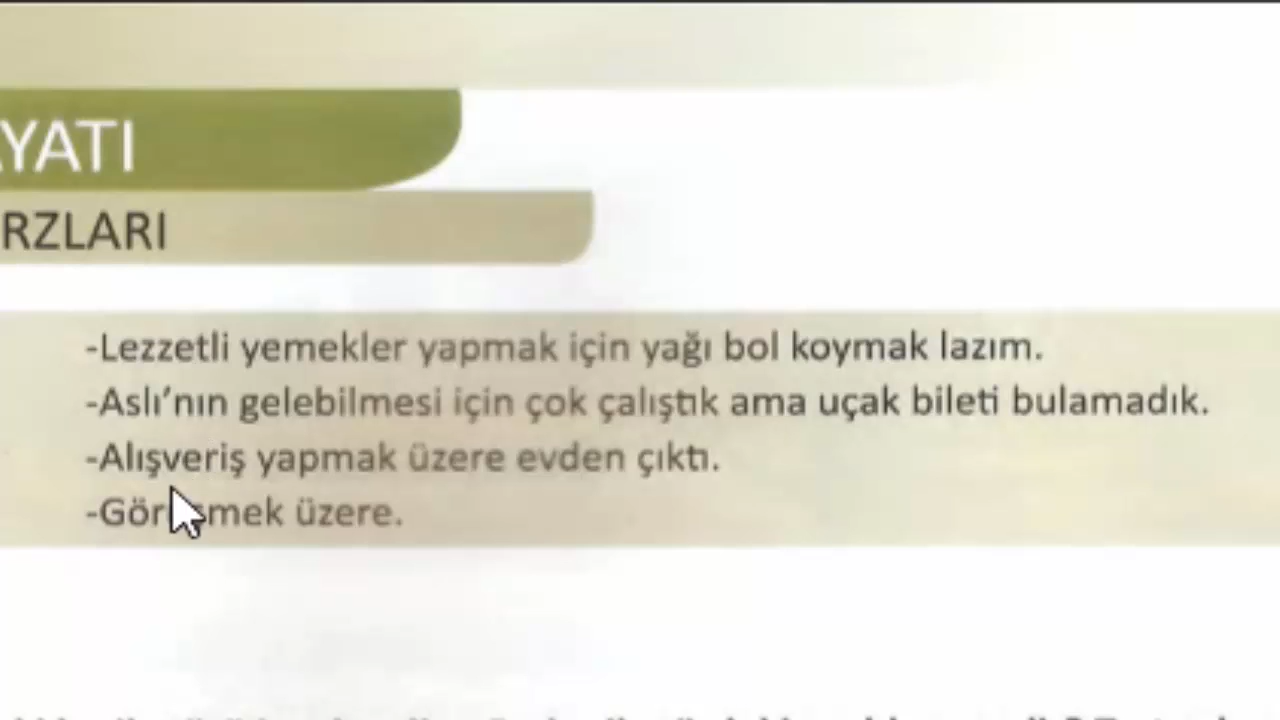 YATI
RZLARI
-Lezzetli yemekler yapmak için yağı bol koymak lazım.
-Aslı’nın gelebilmesi için çok çalıştık ama uçak bileti bulamadık.
-Alışveriş yapmak üzere evden çıktı.
üzere.